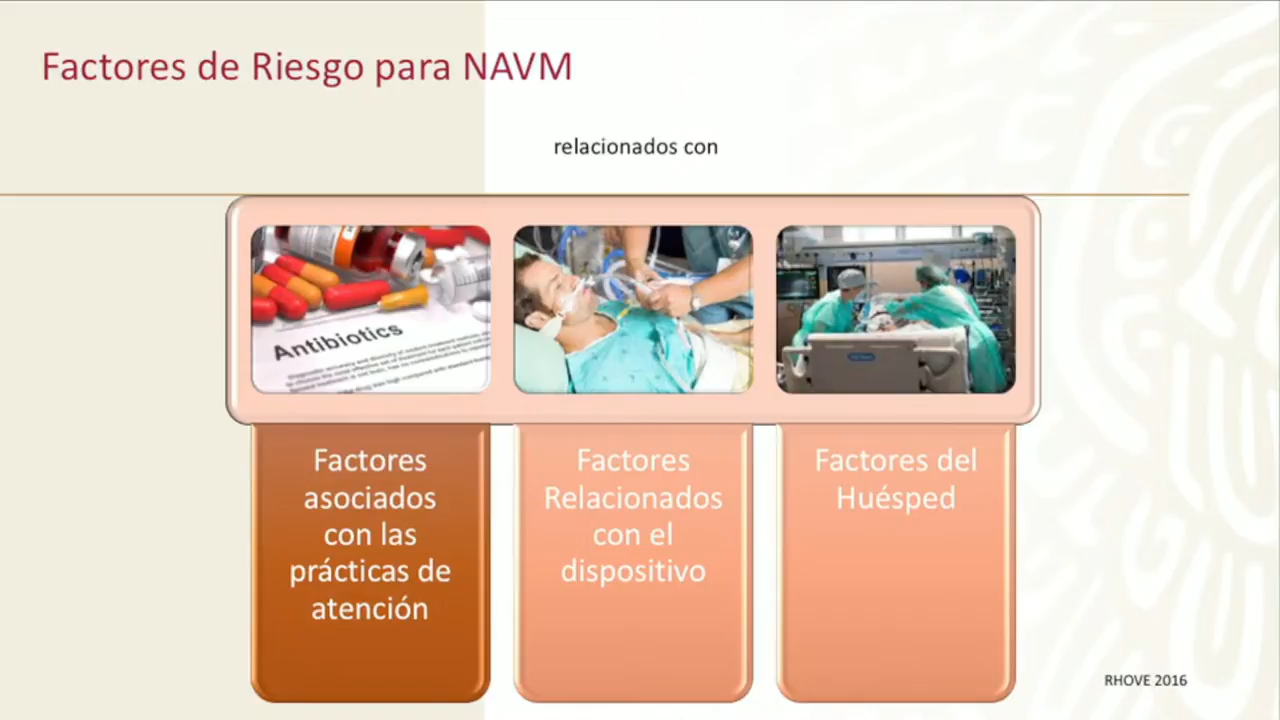 Factores de Riesgo para NAVM
relacionados con
Antibiotics
Factores
asociados
con las
prácticas de
atención
Factores
Relacionados
con el
dispositivo
Factores del
Huésped
RHOVE 2016